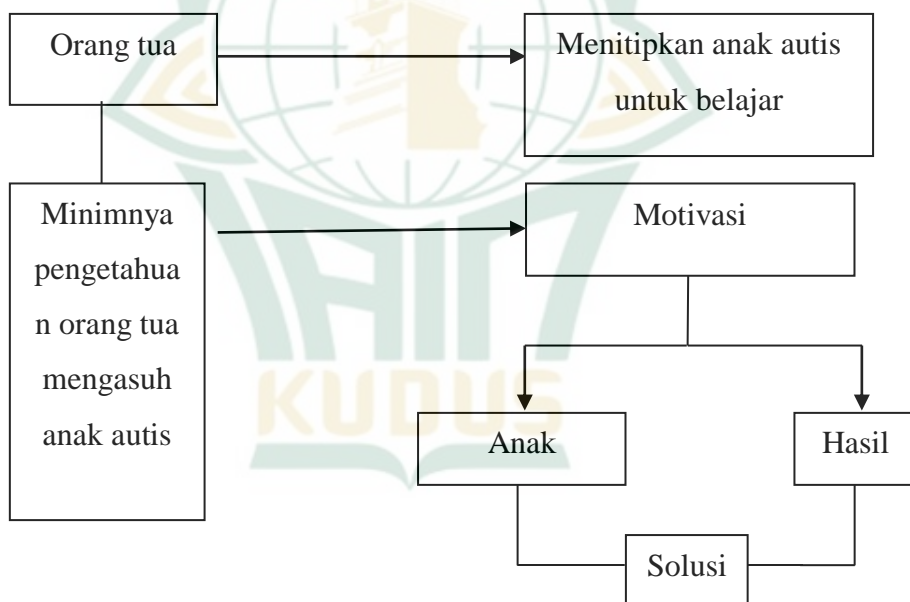 Orang tua
Menitipkan anak autis
untuk belajar
Minimnya
pengetahua
n orang tua
mengasuh
anak autis
Motivasi
Anak
Hasil
Solusi
IAIN
KUDUS